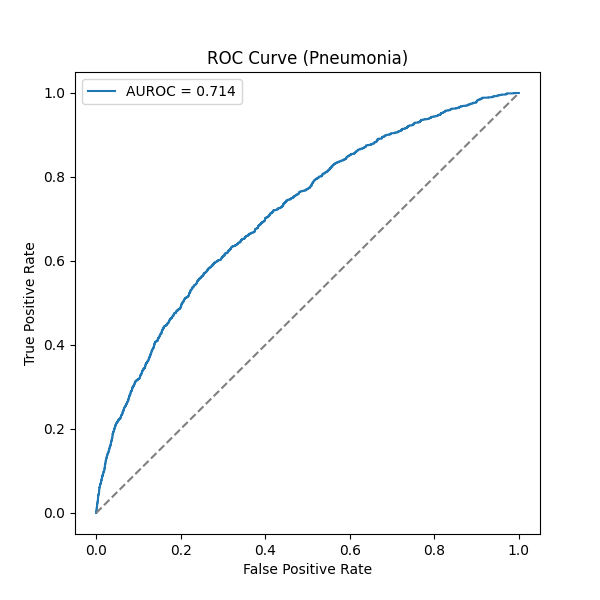 ROC Curve (Pneumonia)
AUROC = 0.714
True Positive Rate
1.0
0.8
0.6
0.4
0.2
0.0
0.0 0.2 0.4 0.6 0.8 1.0
False Positive Rate